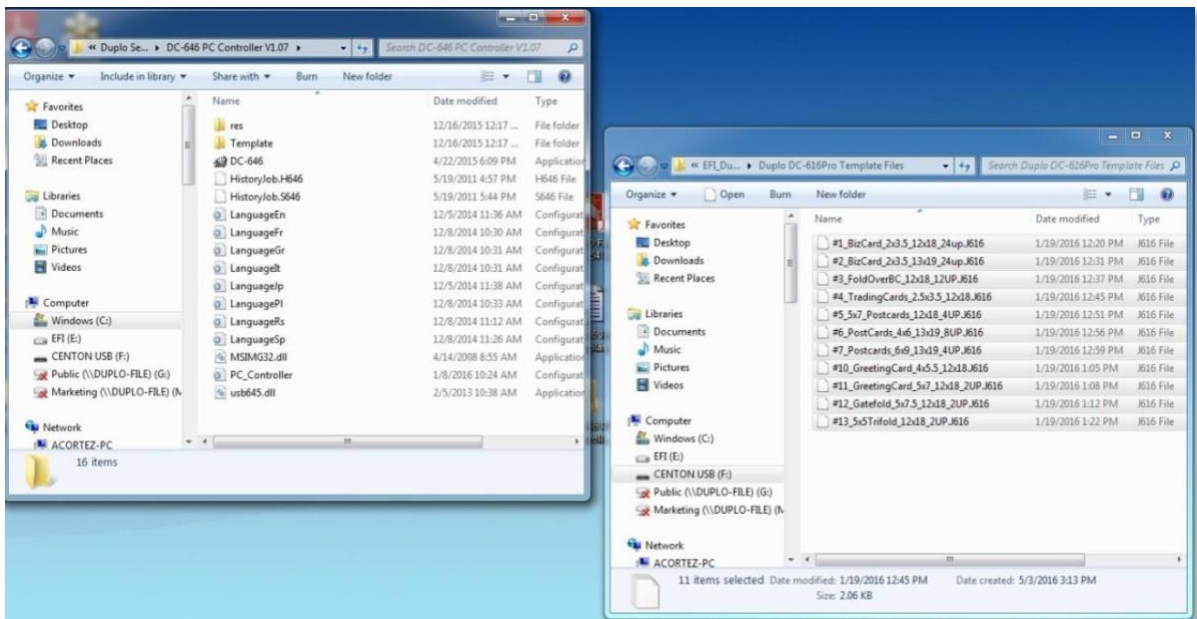 « Duplo Se... ▸ DC-646 PC Controller V1.07 ▸
Search DC-646 PC Controller V1.07
Organize ▾ Include in library ▾ Share with ▾ Burn New folder
Favorites
Desktop
Downloads
Recent Places
Libraries
Documents
Music
Pictures
Videos
Computer
Windows (C:)
EFI (E:)
CENTON USB (F:)
Public (\\DUPLO-FILE) (G:)
Marketing (\\DUPLO-FILE) (M
Network
ACORTEZ-PC
Name Date modified Type
res 12/16/2015 12:17 ... File folder
Template 12/16/2015 12:17 ... File folder
DC-646 4/22/2015 6:09 PM Application
HistoryJob.H646 5/19/2011 4:57 PM H646 File
HistoryJob.S646 5/19/2011 5:44 PM S646 File
LanguageEn 12/5/2014 11:36 AM Configurat
LanguageFr 12/8/2014 10:30 AM Configurat
LanguageGr 12/8/2014 10:31 AM Configurat
LanguageIt 12/8/2014 10:31 AM Configurat
LanguageJp 12/5/2014 11:38 AM Configurat
LanguagePl 12/8/2014 10:33 AM Configurat
LanguageRs 12/8/2014 11:12 AM Configurat
LanguageSp 12/8/2014 11:26 AM Configurat
MSIMG32.dll 4/14/2008 8:55 AM Application
PC_Controller 1/8/2016 10:24 AM Configurat
usb645.dll 2/5/2013 10:38 AM Application
16 items
« EFI_Du... ▸ Duplo DC-616Pro Template Files
Search Duplo DC-616Pro Template Files
Organize ▾ Open Burn New folder
Favorites
Desktop
Downloads
Recent Places
Libraries
Documents
Music
Pictures
Videos
Computer
Windows (C:)
EFI (E:)
CENTON USB (F:)
Public (\\DUPLO-FILE) (G:)
Marketing (\\DUPLO-FILE) (M
Network
ACORTEZ-PC
Name Date modified Type
#1_BizCard_2x3.5_12x18_24up.J616 1/19/2016 12:20 PM J616 File
#2_BizCard_2x3.5_13x19_24up.J616 1/19/2016 12:31 PM J616 File
#3_FoldOverBC_12x18_12UP.J616 1/19/2016 12:37 PM J616 File
#4_TradingCards_2.5x3.5_12x18.J616 1/19/2016 12:45 PM J616 File
#5_5x7_Postcards_12x18_4UP.J616 1/19/2016 12:51 PM J616 File
#6_PostCards_4x6_13x19_8UP.J616 1/19/2016 12:56 PM J616 File
#7_Postcards_6x9_13x19_4UP.J616 1/19/2016 12:59 PM J616 File
#10_GreetingCard_4x5.5_12x18.J616 1/19/2016 1:05 PM J616 File
#11_GreetingCard_5x7_12x18_2UP.J616 1/19/2016 1:08 PM J616 File
#12_Gatefold_5x7.5_12x18_2UP.J616 1/19/2016 1:12 PM J616 File
#13_5x5Trifold_12x18_2UP.J616 1/19/2016 1:22 PM J616 File
11 items selected Date modified: 1/19/2016 12:45 PM Date created: 5/3/2016 3:13 PM
Size: 2.06 KB